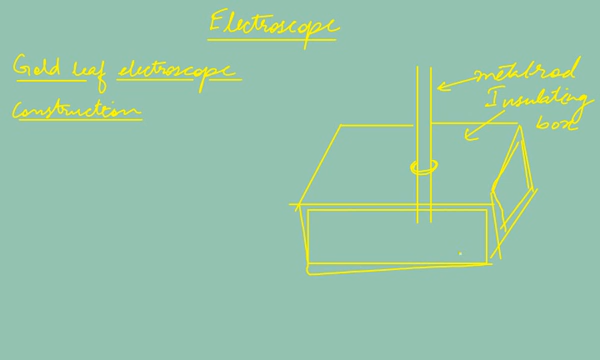 Electroscope
Gold leaf electroscope
Construction
metal rod
Insulating
box